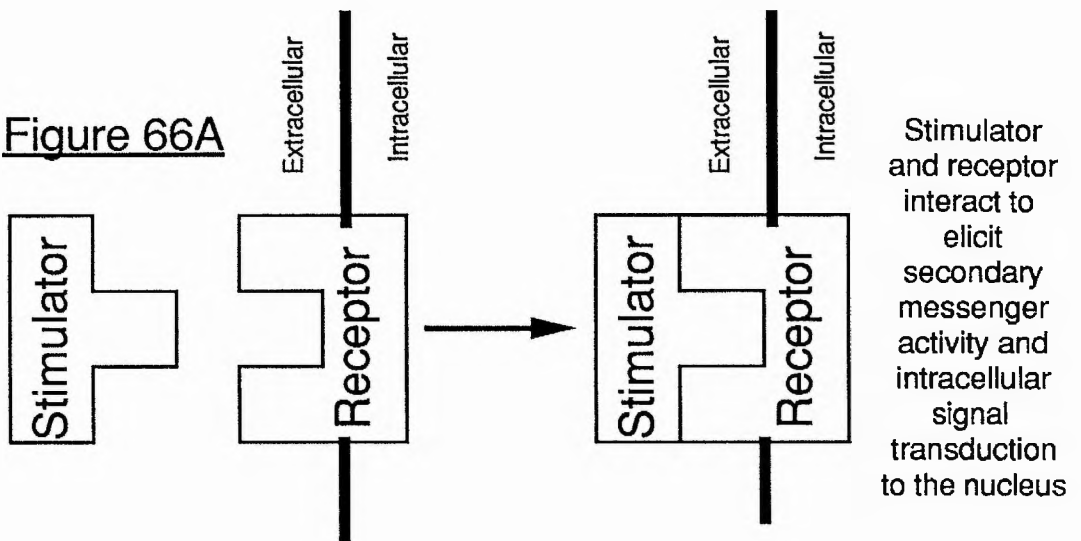 Figure 66A
Extracellular
Intracellular
Stimulator
Receptor
Extracellular
Intracellular
Stimulator
Receptor
Stimulator
and receptor
interact to
elicit
secondary
messenger
activity and
intracellular
signal
transduction
to the nucleus